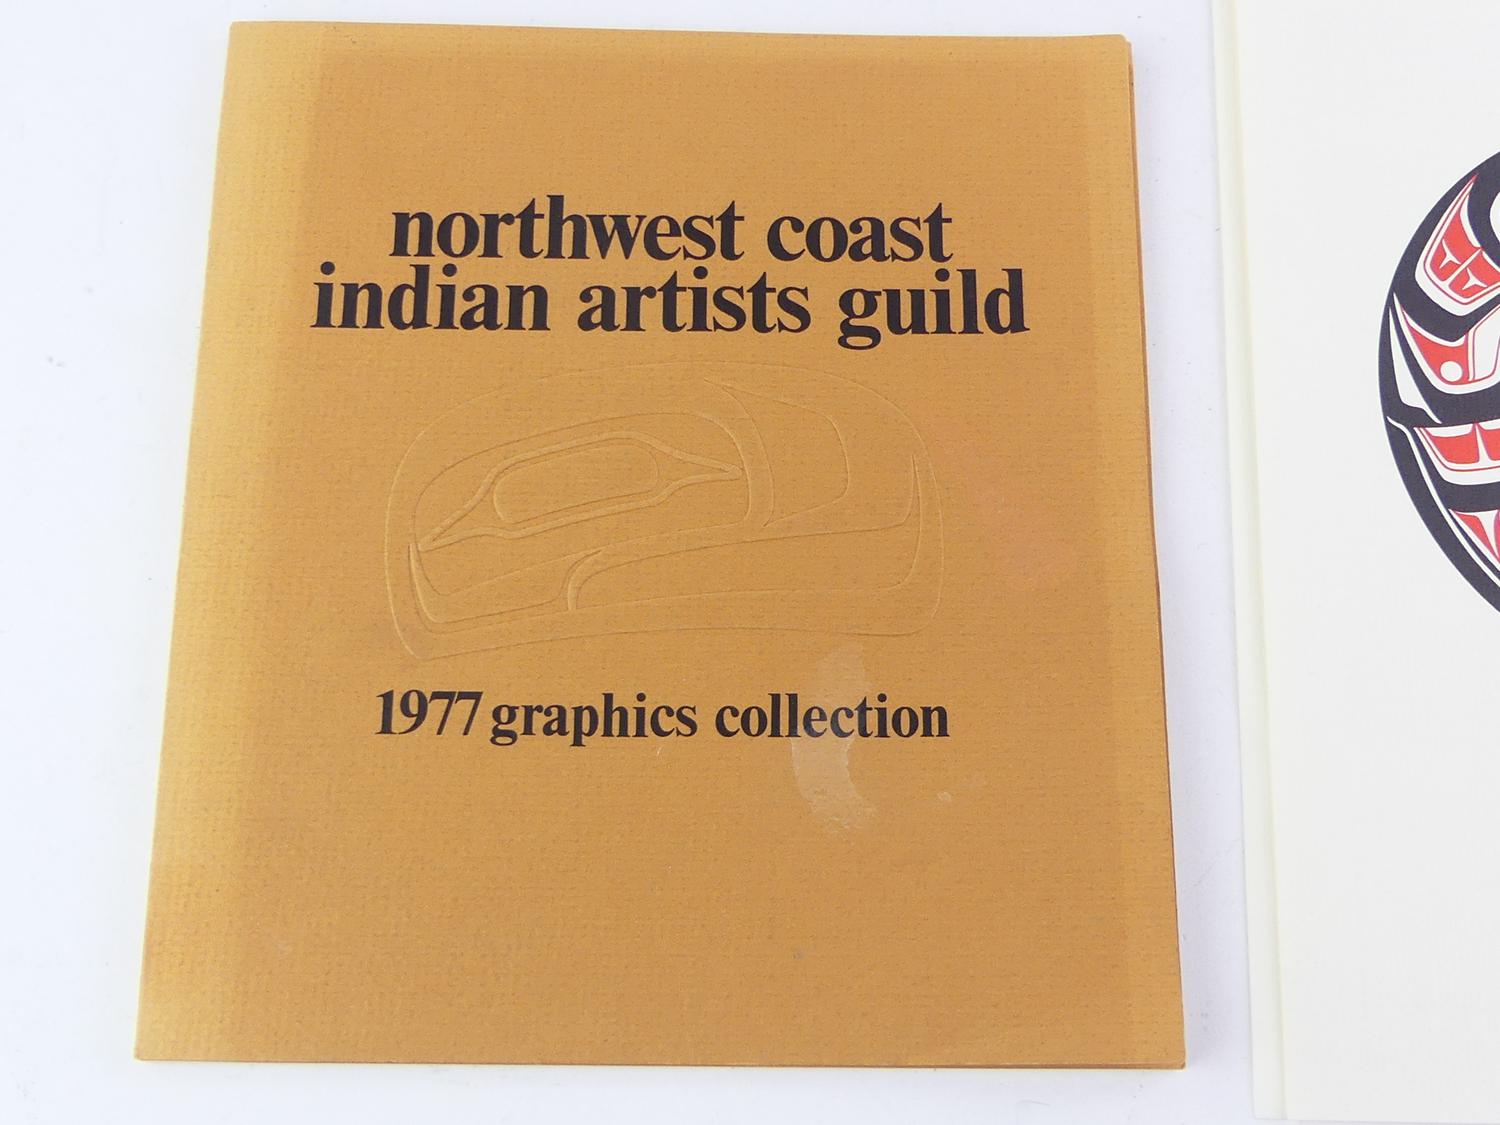 northwest coast
indian artists guild
1977 graphics collection